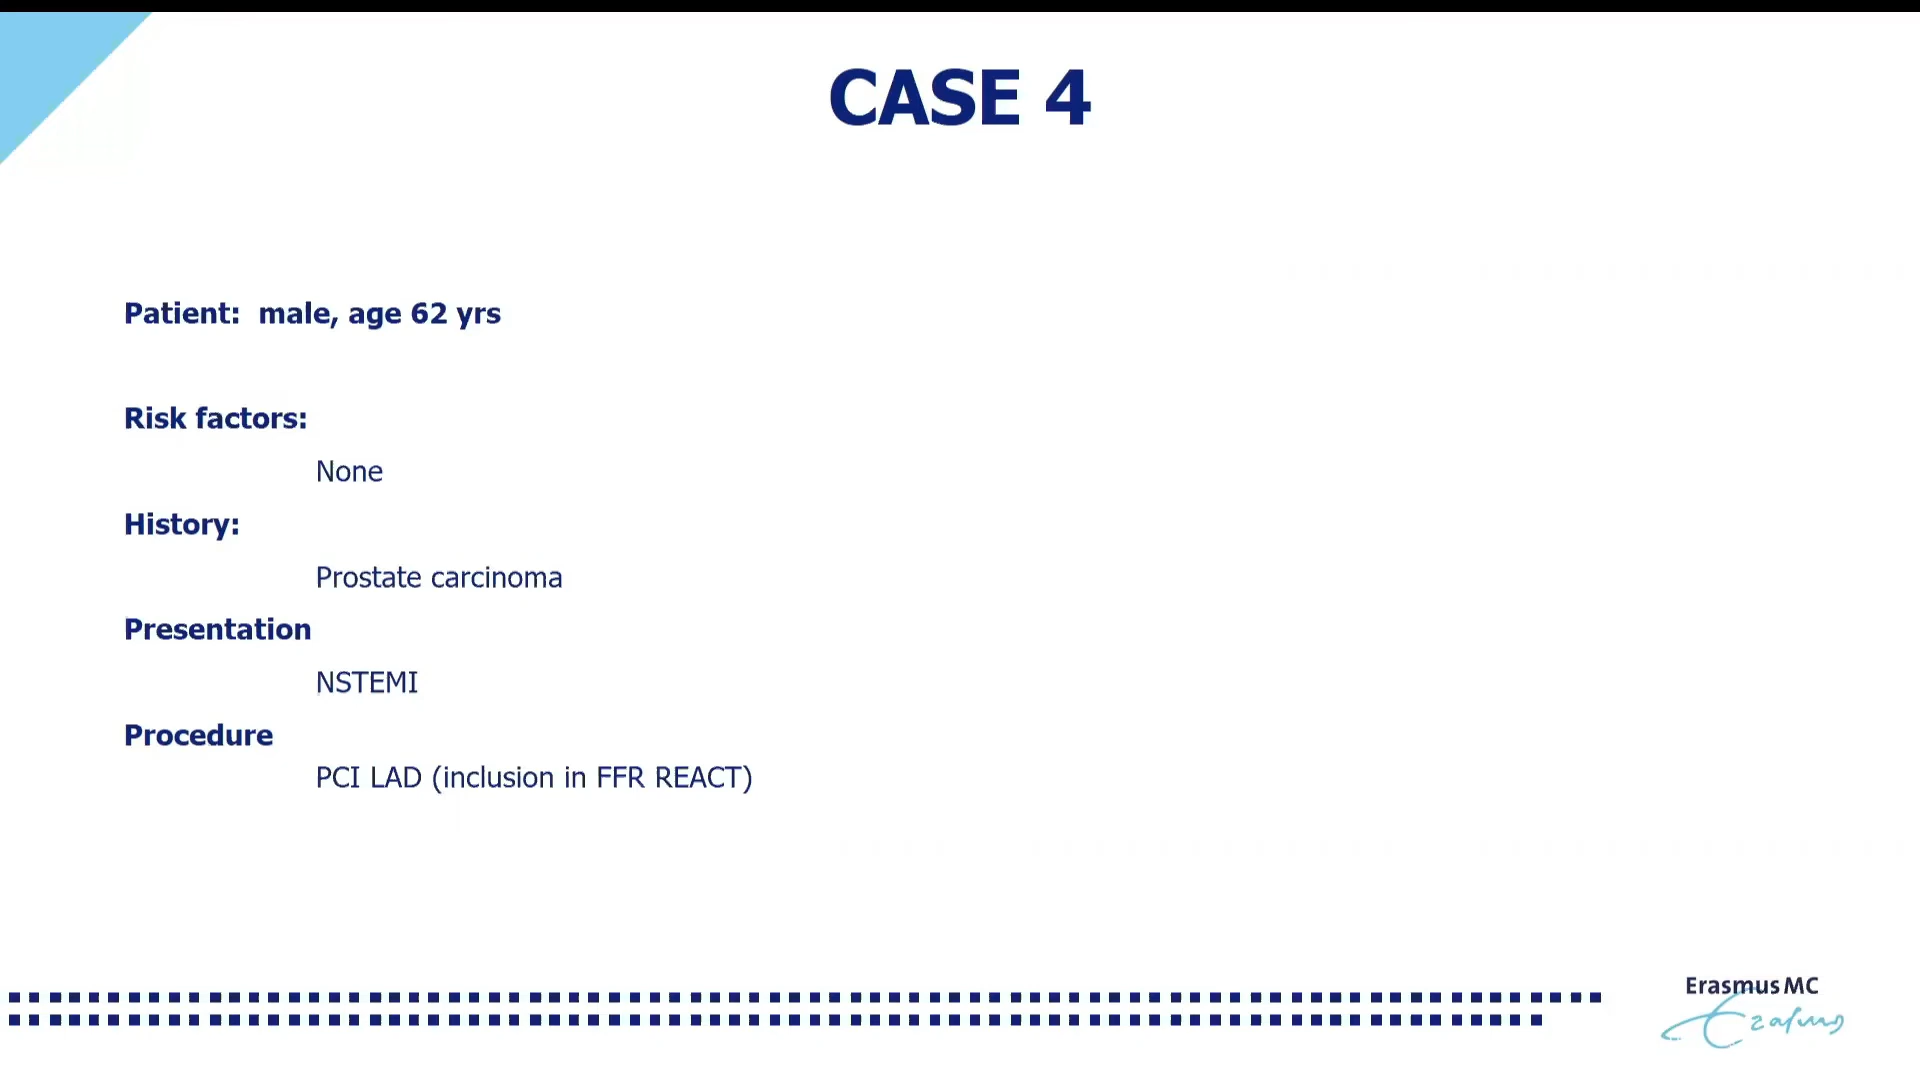 CASE 4
Patient: male, age 62 yrs
Risk factors:
None
History:
Prostate carcinoma
Presentation
NSTEMI
Procedure
PCI LAD (inclusion in FFR REACT)
Erasmus MC
Erasmus